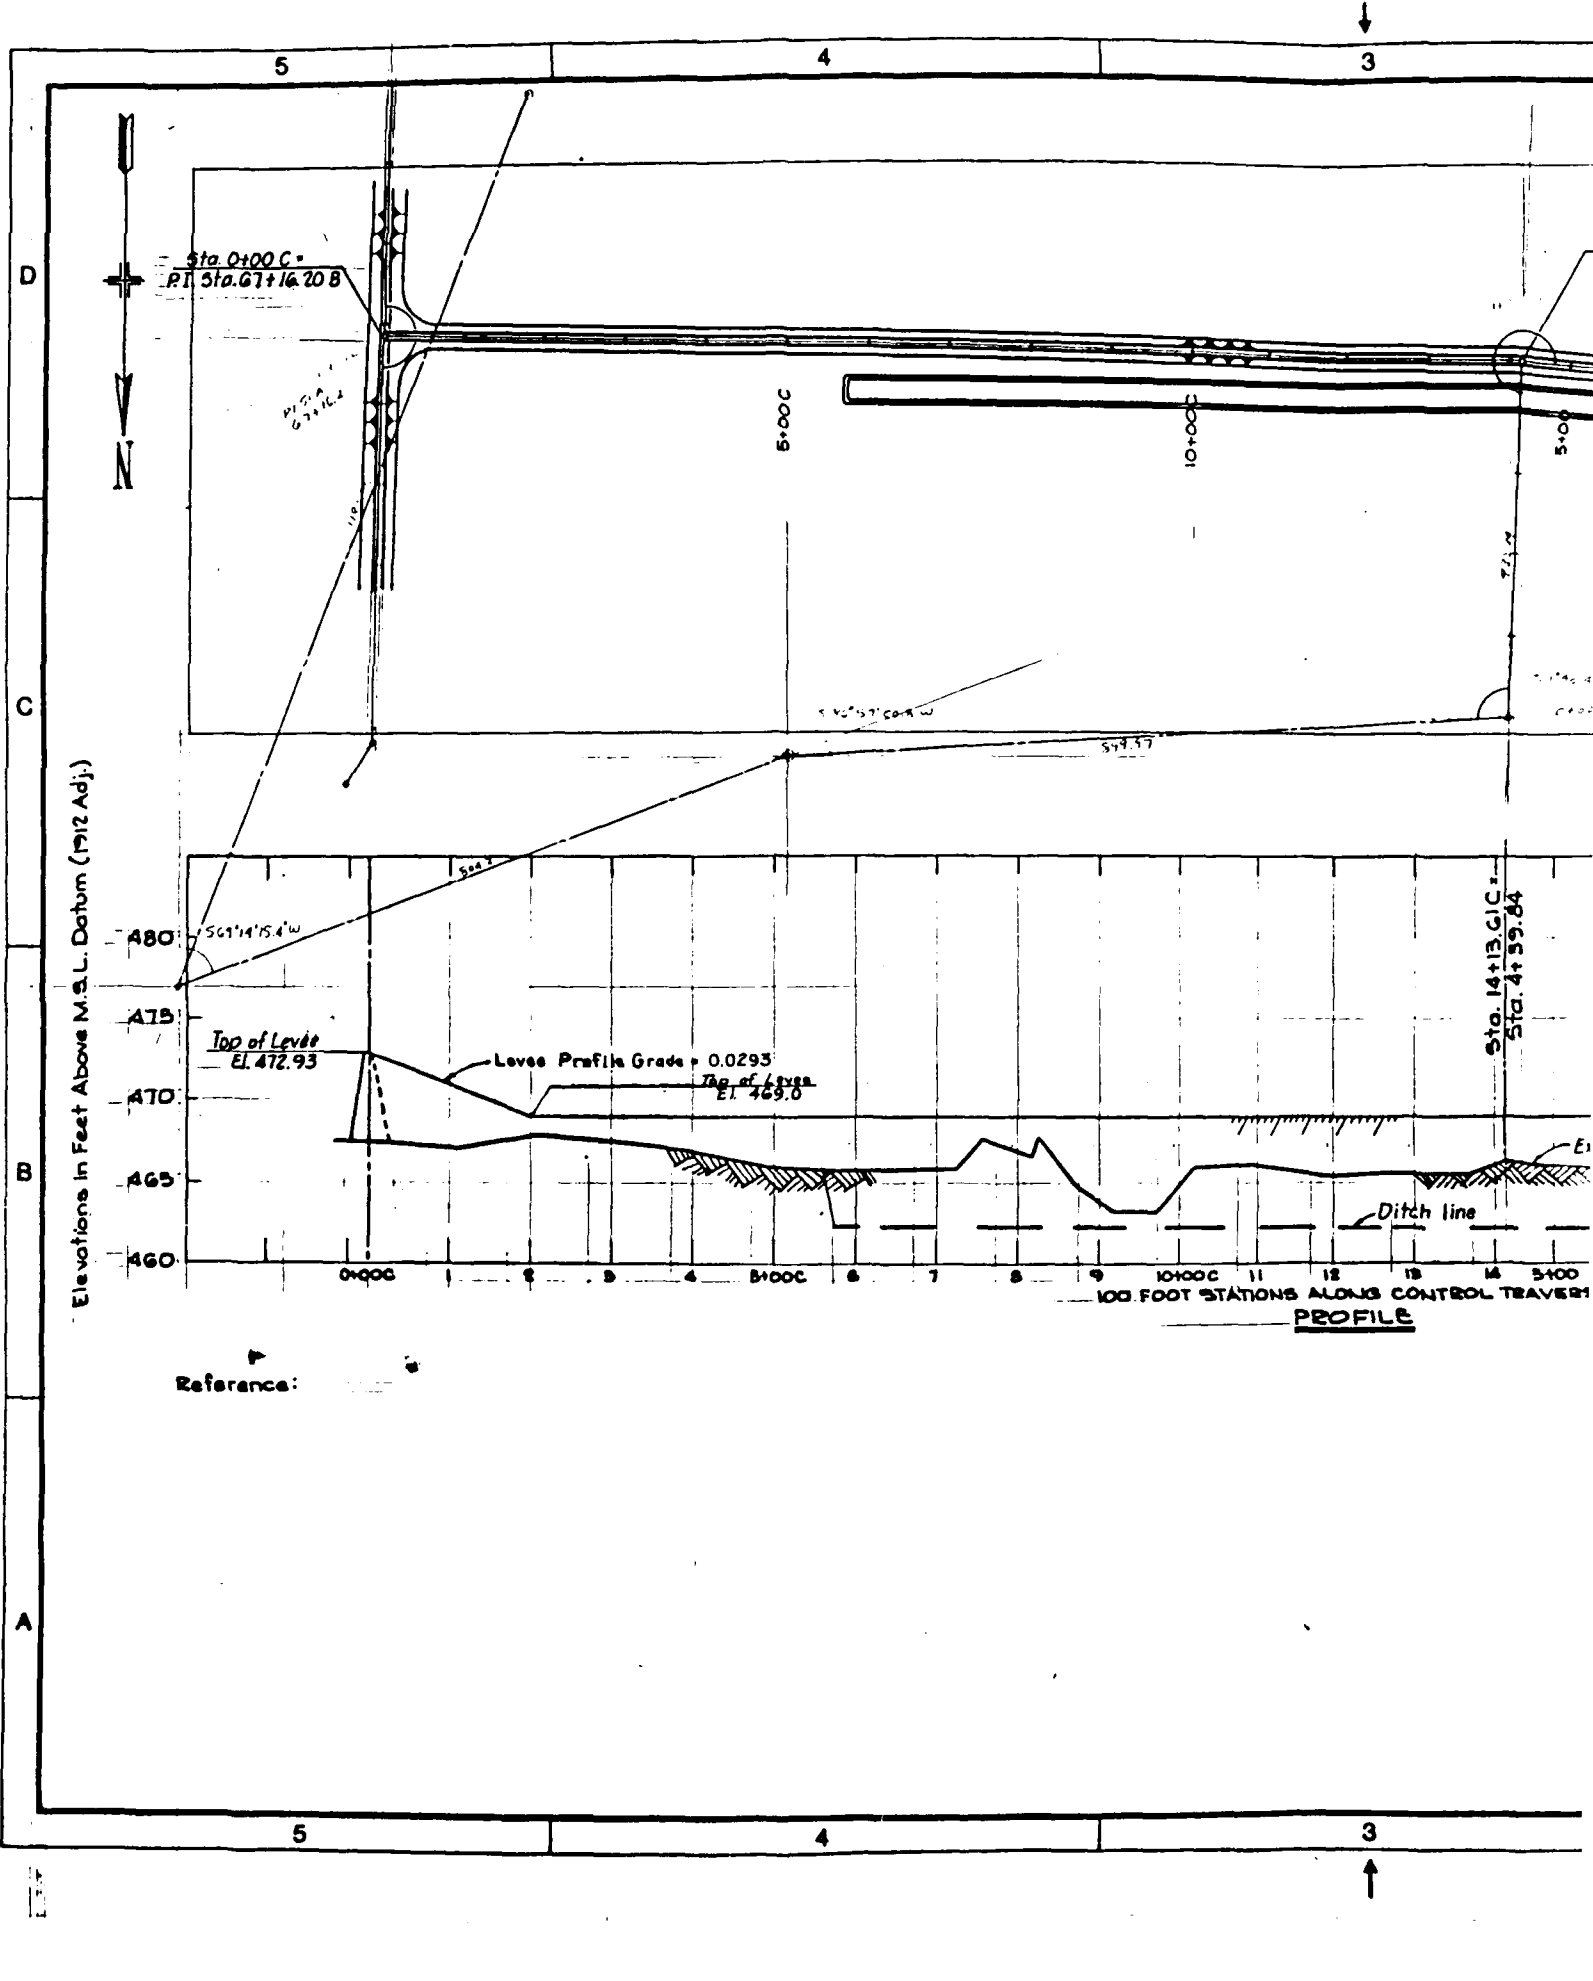 5 4 3
D
Sta. 0+00 C =
P.I. Sta. 67+16.20 B
N
5+00C
10+00C
5+00
C
549.97
Elevations in Feet Above M.S.L. Datum (1912 Adj.)
480
S69°14'15.4"W
475
Sta. 14+13.61 C =
Sta. 4+39.84
Top of Levee
El. 472.93
Levee Profile Grade = 0.0293
Top of Levee
El. 469.0
470
B
465
Ditch line
460
0+00C 1 2 3 4 5+00C 6 7 8 9 10+00C 11 12 13 14 5+00
100 FOOT STATIONS ALONG CONTROL
PROFILE
Reference:
A
5 4 3